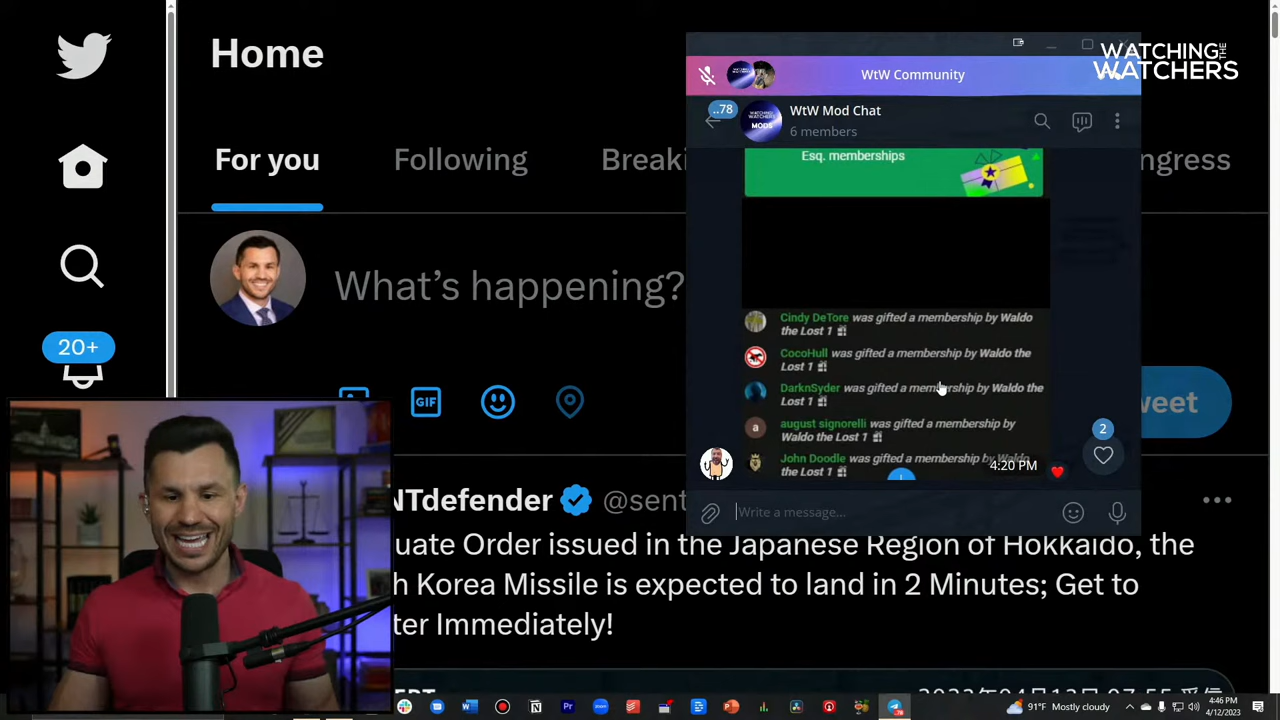 Home
WATCHING THE WATCHERS
WtW Community
..78
WtW Mod Chat
6 members
For you
Following
Esq. memberships
What's happening?
Cindy DeTore was gifted a membership by Waldo
the Lost 1
CocoHull was gifted a membership by Waldo the
Lost 1
DarknSyder was gifted a membership by Waldo the
Lost 1
august signorelli was gifted a membership by
Waldo the Lost 1
John Doodle was gifted a membership by Waldo
the Lost 1
4:20 PM
2
20+
GIF
weet
WATCHING
MODS
a
NTdefender
@sent
Write a message...
uate Order issued in the Japanese Region of Hokkaido, the
h Korea Missile is expected to land in 2 Minutes; Get to
ter Immediately!
91°F Mostly cloudy
4:46 PM
4/12/2023